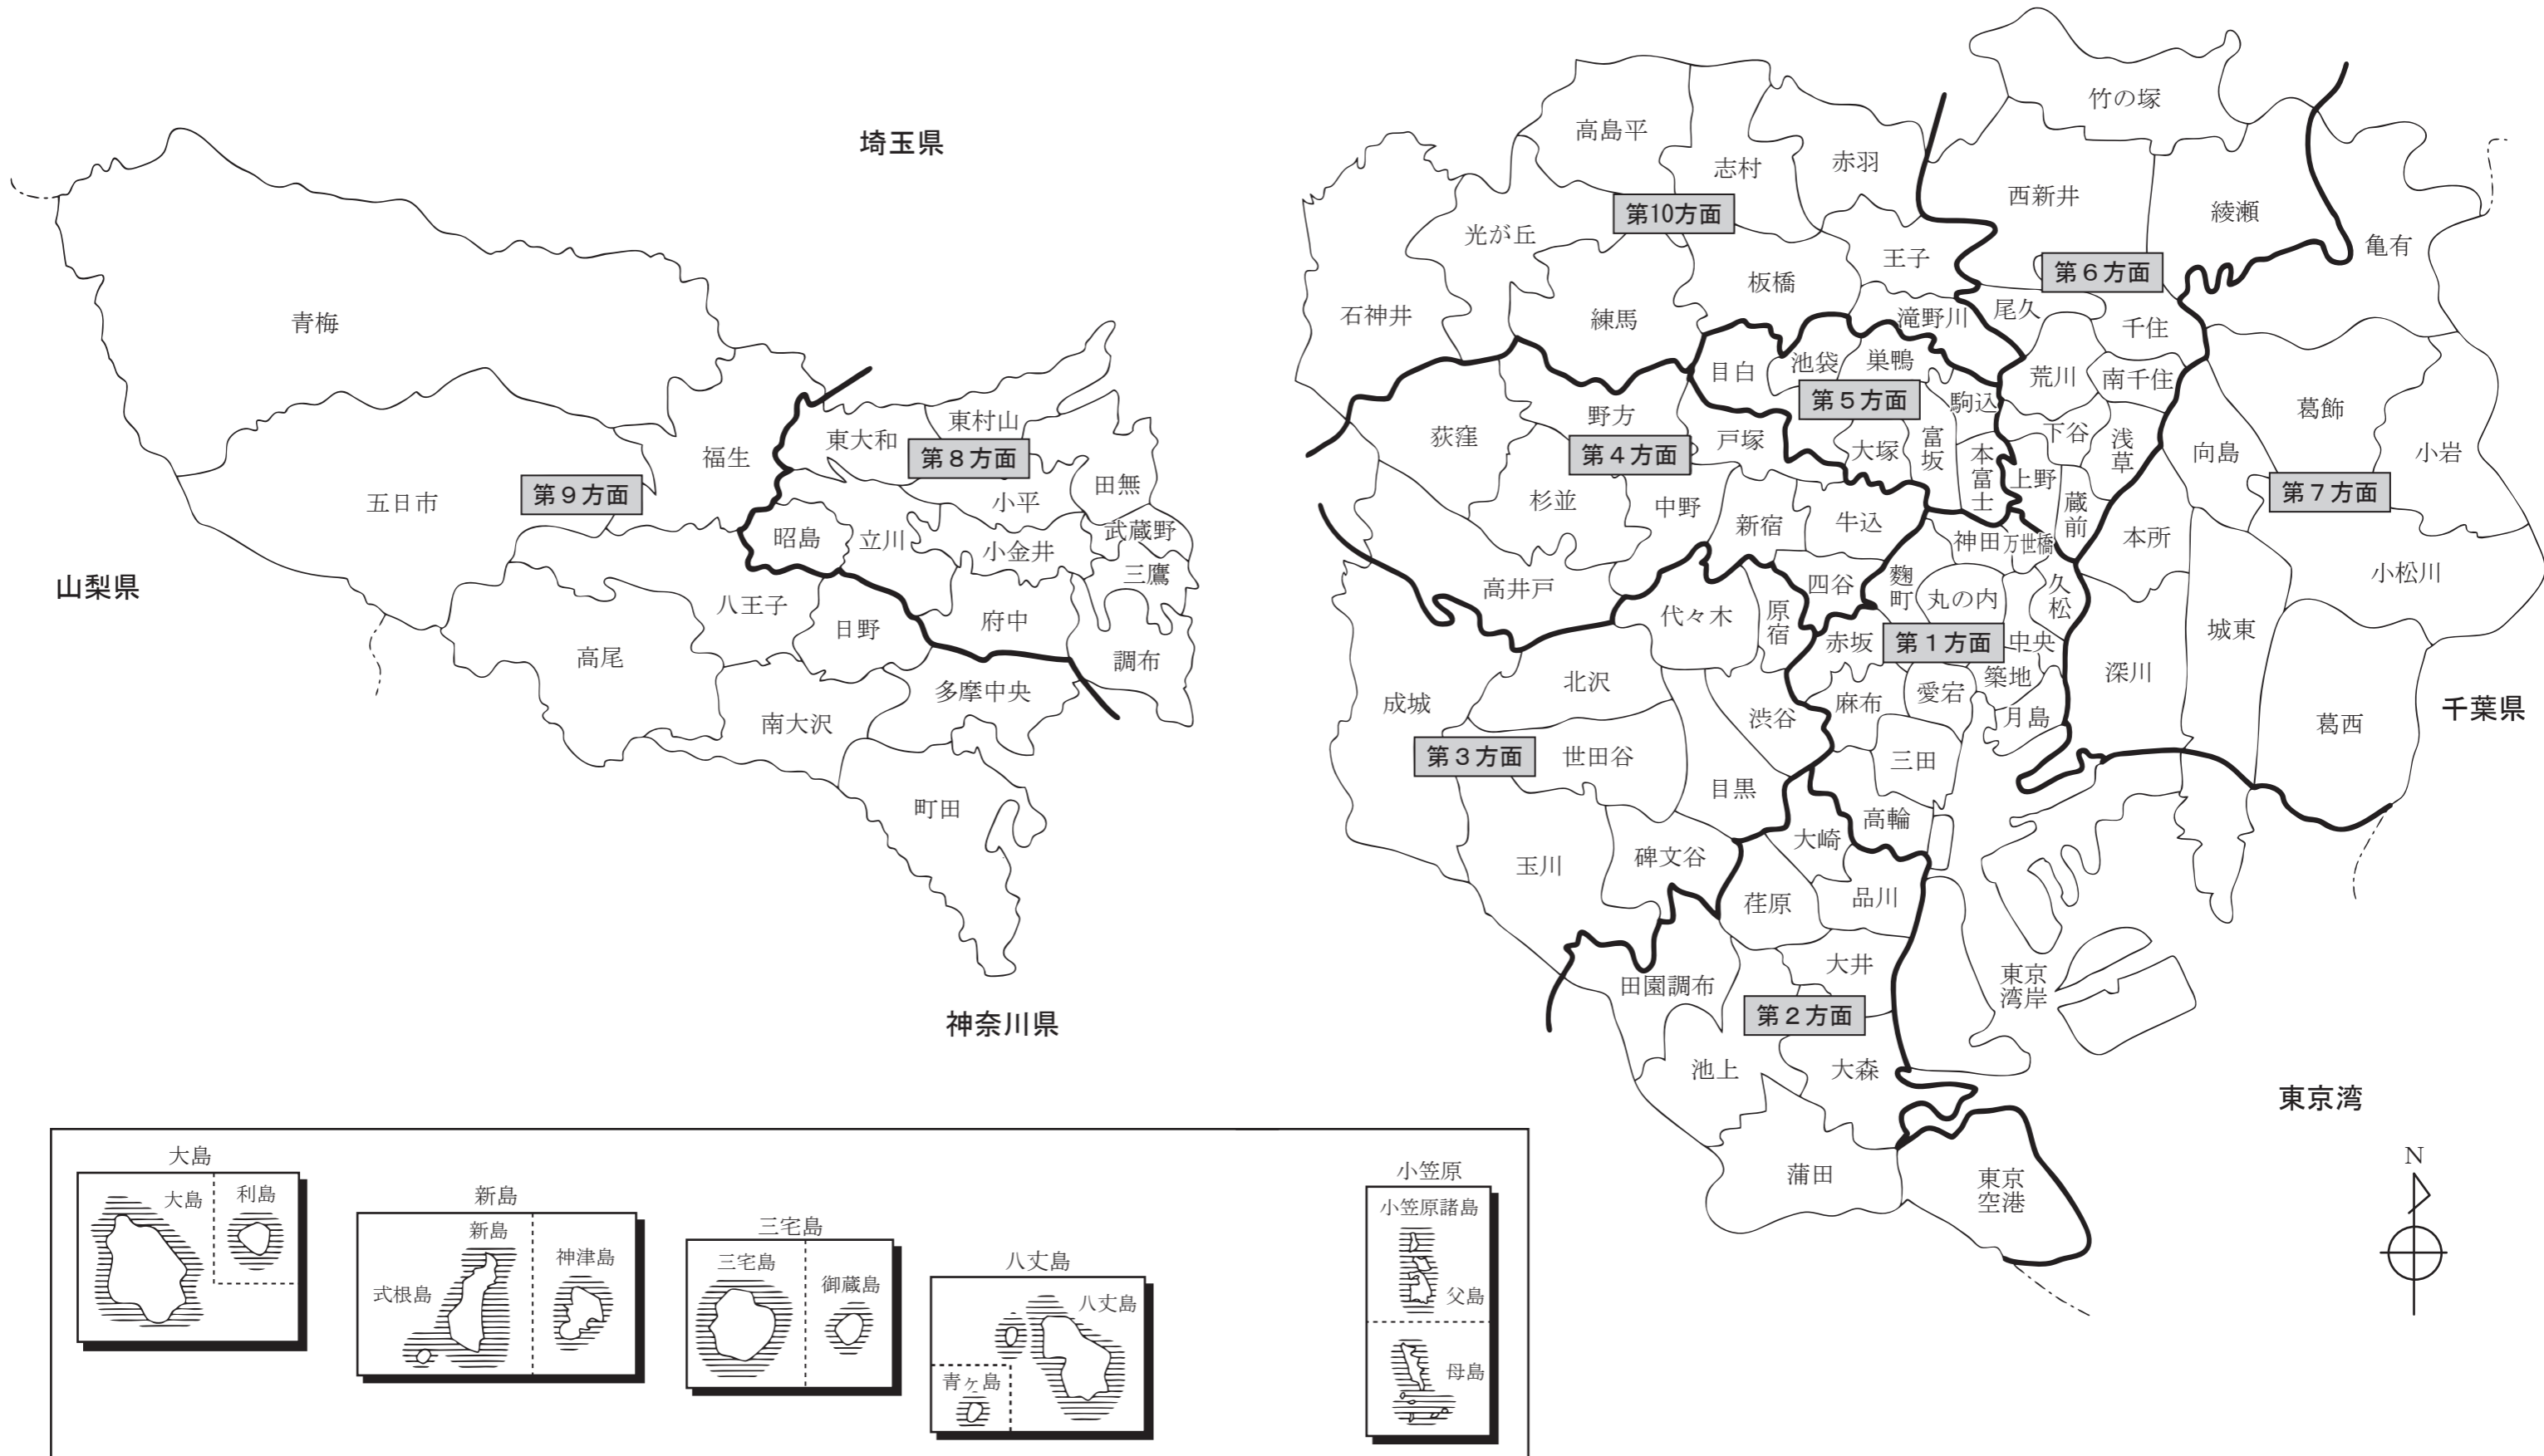 埼玉県
山梨県
神奈川県
青梅
五日市
第９方面
福生
東大和
東村山
第８方面
小平
田無
昭島
立川
小金井
武蔵野
三鷹
八王子
日野
府中
調布
高尾
南大沢
多摩中央
町田
竹の塚
高島平
志村
赤羽
西新井
綾瀬
第10方面
光が丘
亀有
王子
第６方面
板橋
石神井
練馬
滝野川
尾久
千住
目白
池袋
巣鴨
荒川
南千住
第５方面
駒込
葛飾
野方
荻窪
戸塚
大塚
富坂
下谷
浅草
向島
小岩
第４方面
本富士
上野
第７方面
杉並
中野
新宿
牛込
蔵前
神田
万世橋
本所
高井戸
四谷
麴町
丸の内
久松
小松川
代々木
原宿
赤坂
第１方面
中央
城東
北沢
築地
深川
成城
渋谷
麻布
愛宕
月島
葛西
千葉県
第３方面
世田谷
三田
目黒
高輪
大崎
玉川
碑文谷
荏原
品川
大井
田園調布
東京
湾岸
第２方面
池上
大森
東京湾
蒲田
東京
空港
N
大島
大島
利島
新島
新島
式根島
神津島
三宅島
三宅島
御蔵島
八丈島
八丈島
青ヶ島
小笠原
小笠原諸島
父島
母島